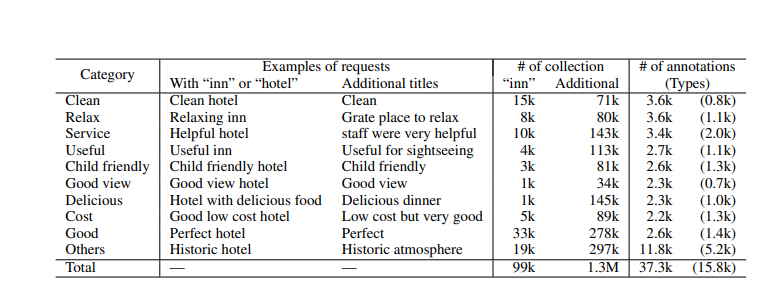 Category Examples of requests # of collection # of annotations
With “inn” or “hotel” Additional titles “inn” Additional (Types)
Clean Clean hotel Clean 15k 71k 3.6k (0.8k)
Relax Relaxing inn Grate place to relax 8k 80k 3.6k (1.1k)
Service Helpful hotel staff were very helpful 10k 143k 3.4k (2.0k)
Useful Useful inn Useful for sightseeing 4k 113k 2.7k (1.1k)
Child friendly Child friendly hotel Child friendly 3k 81k 2.6k (1.3k)
Good view Good view hotel Good view 1k 34k 2.3k (0.7k)
Delicious Hotel with delicious food Delicious dinner 1k 145k 2.3k (1.0k)
Cost Good low cost hotel Low cost but very good 5k 89k 2.2k (1.3k)
Good Perfect hotel Perfect 33k 278k 2.6k (1.4k)
Others Historic hotel Historic atmosphere 19k 297k 11.8k (5.2k)
Total — — 99k 1.3M 37.3k (15.8k)